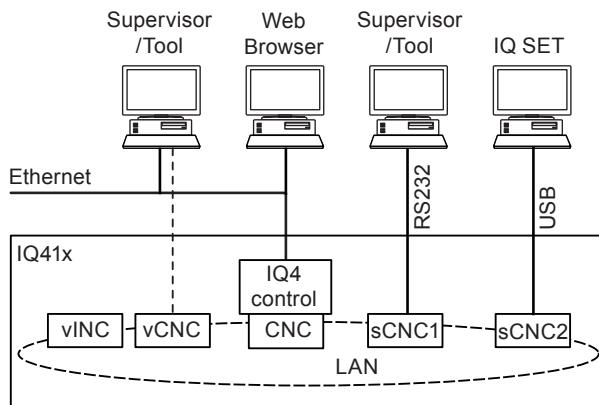 Supervisor
/Tool
Web
Browser
Supervisor
/Tool
IQ SET
Ethernet
RS232
USB
IQ41x
IQ4
control
vINC
vCNC
CNC
sCNC1
sCNC2
LAN